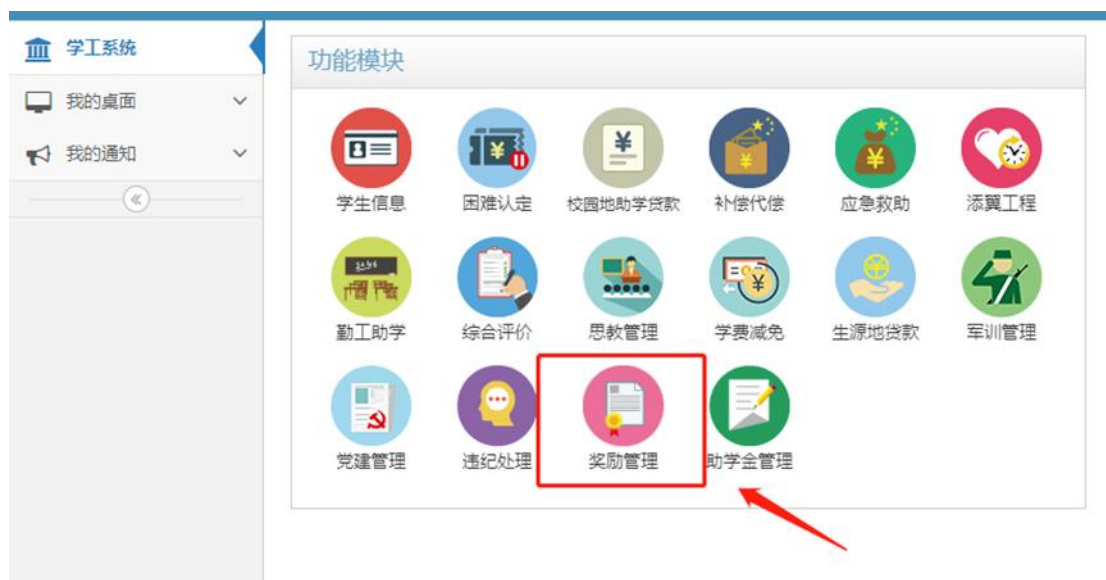 学工系统
我的桌面
我的通知
功能模块
学生信息 困难认定 校园地助学贷款 补偿代偿 应急救助 添翼工程
勤工助学 综合评价 思教管理 学费减免 生源地贷款 军训管理
党建管理 违纪处理 奖励管理 助学金管理